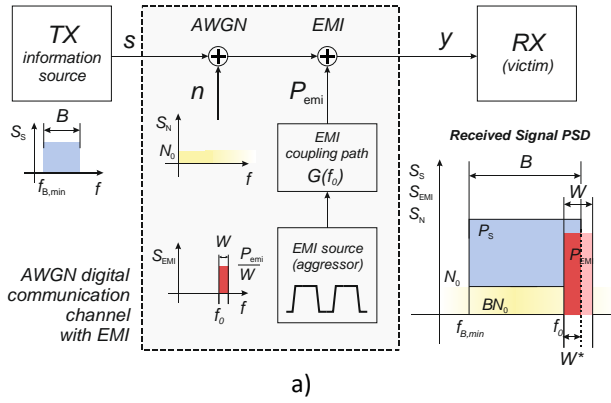 TX
information
source
s
AWGN
EMI
y
RX
(victim)
n
P_emi
S_S
B
f_B,min
f
S_N
N_0
f
EMI
coupling path
G(f_0)
Received Signal PSD
S_EMI
W
P_emi
W
f_0
f
EMI source
(aggressor)
AWGN digital
communication
channel
with EMI
S_S
S_EMI
S_N
B
W
P_S
P_EMI
N_0
BN_0
f_B,min
f_0
f
W*
a)